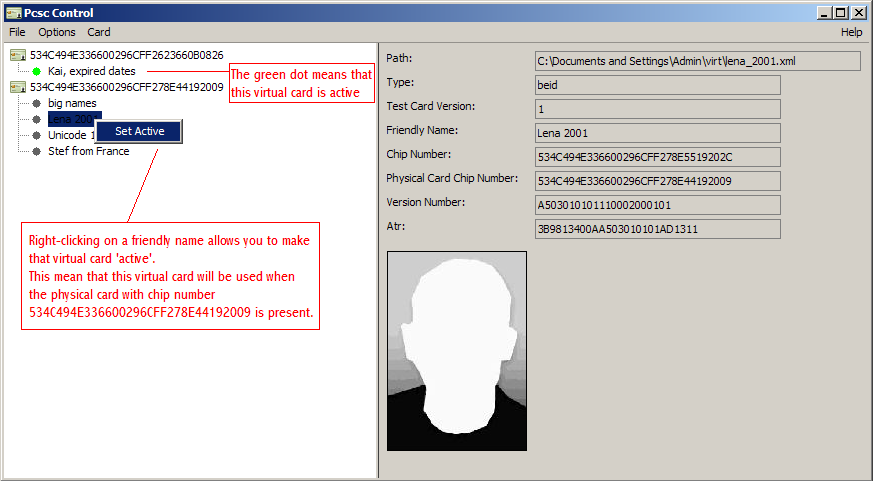 Pcsc Control
File Options Card Help
534C494E336600296CFF2623660B0826
Kai, expired dates
534C494E336600296CFF278E44192009
big names
Lena 2001
Unicode 1
Stef from France
Set Active
The green dot means that
this virtual card is active
Right-clicking on a friendly name allows you to make
that virtual card 'active'.
This mean that this virtual card will be used when
the physical card with chip number
534C494E336600296CFF278E44192009 is present.
Path: C:\Documents and Settings\Admin\virt\lena_2001.xml
Type: beid
Test Card Version: 1
Friendly Name: Lena 2001
Chip Number: 534C494E336600296CFF278E5519202C
Physical Card Chip Number: 534C494E336600296CFF278E44192009
Version Number: A503010101110002000101
Atr: 3B9813400AA503010101AD1311